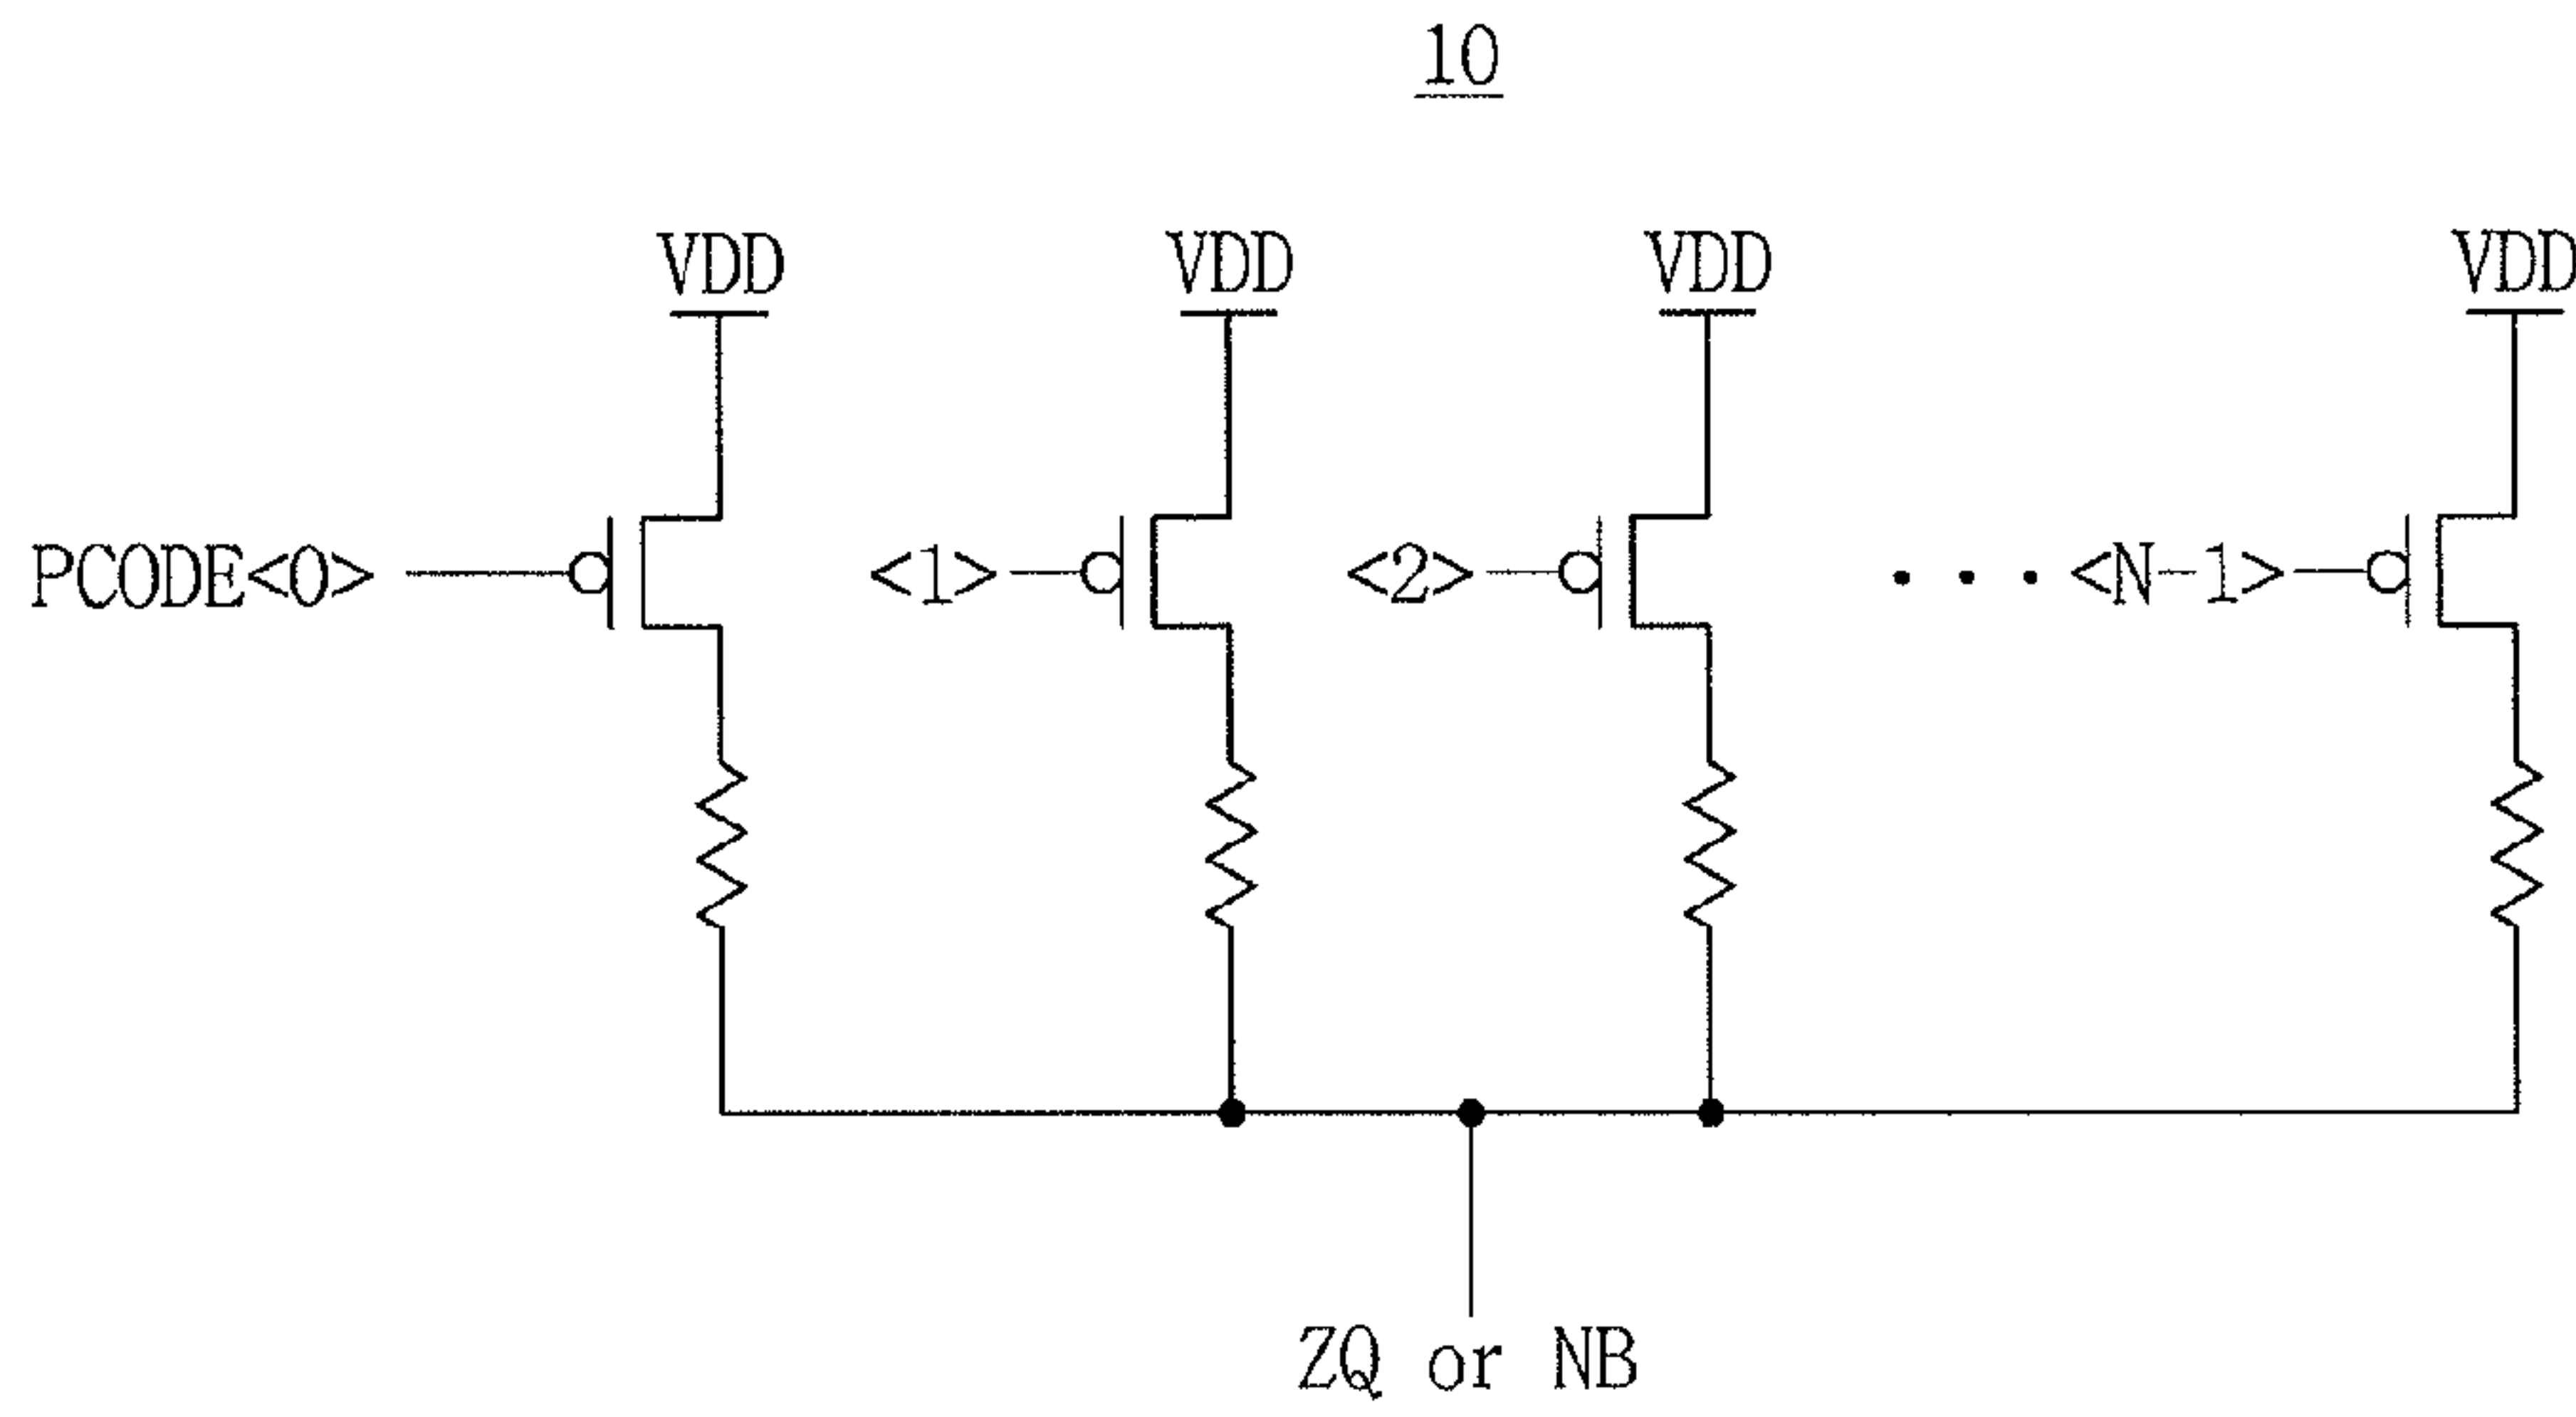 10
VDD VDD VDD VDD
PCODE<0> <1> <2> • • • <N-1>
ZQ or NB